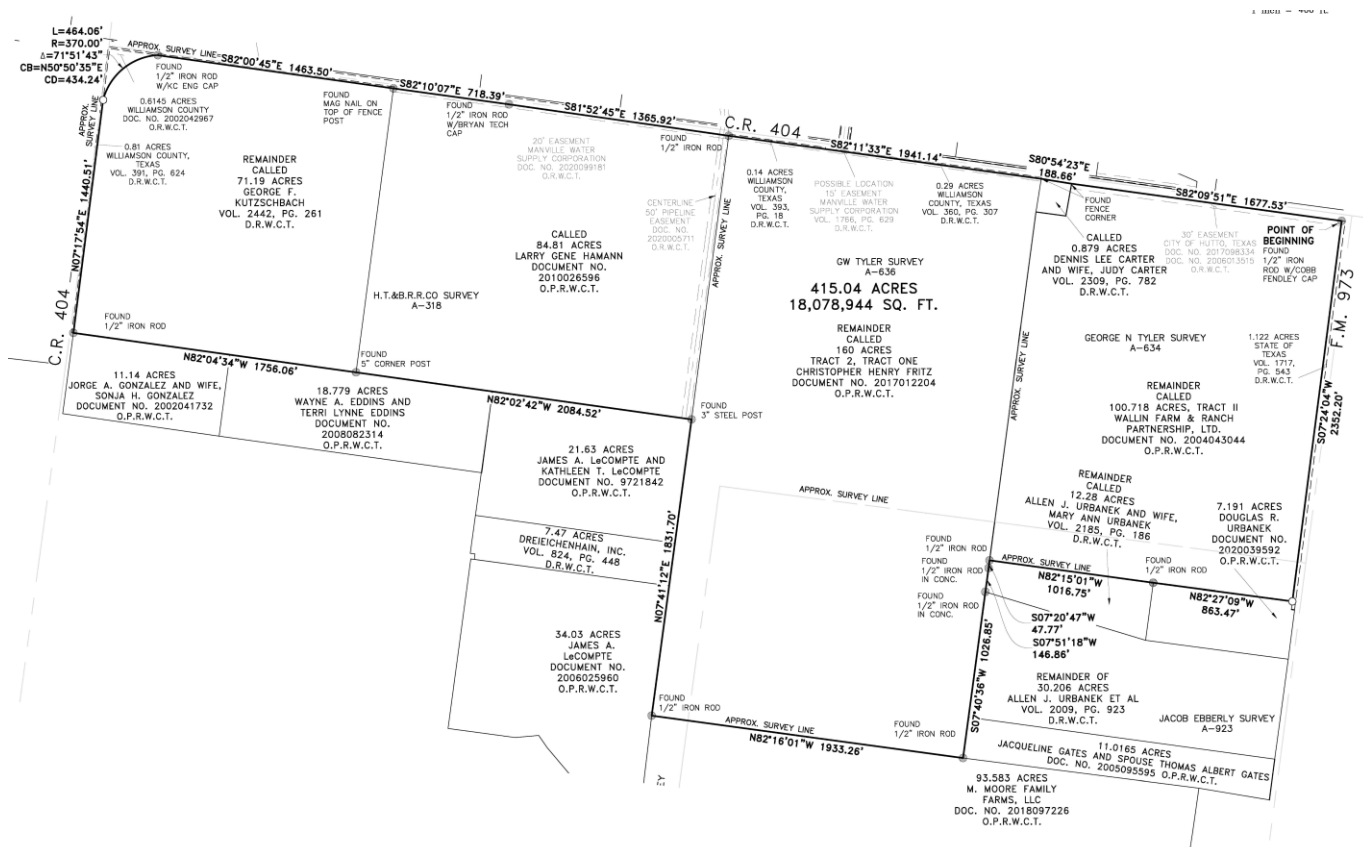 L=464.06'
R=370.00'
Δ=71°51'43"
CB=N50°50'35"E
CD=434.24'
APPROX. SURVEY LINE
S82°00'45"E 1463.50'
FOUND
1/2" IRON ROD
W/KC ENG CAP
APPROX.
SURVEY LINE
0.6145 ACRES
WILLIAMSON COUNTY
DOC. NO. 2002042967
O.R.W.C.T.
0.81 ACRES
WILLIAMSON COUNTY,
TEXAS
VOL. 391, PG. 624
D.R.W.C.T.
N07°17'54"E 1440.51'
C.R. 404
REMAINDER
CALLED
71.19 ACRES
GEORGE F.
KUTZSCHBACH
VOL. 2442, PG. 261
D.R.W.C.T.
FOUND
1/2" IRON ROD
FOUND
MAG NAIL ON
TOP OF FENCE
POST
S82°10'07"E 718.39'
FOUND
1/2" IRON ROD
W/BRYAN TECH
CAP
S81°52'45"E 1365.92'
20' EASEMENT
MANVILLE WATER
SUPPLY CORPORATION
DOC. NO. 2020099181
O.R.W.C.T.
FOUND
1/2" IRON ROD
CENTERLINE
50' PIPELINE
EASEMENT
DOC. NO.
2020005711
O.R.W.C.T.
CALLED
84.81 ACRES
LARRY GENE HAMANN
DOCUMENT NO.
2010026596
O.P.R.W.C.T.
H.T.&B.R.R.CO SURVEY
A-318
APPROX. SURVEY LINE
C.R. 404
S82°11'33"E 1941.14'
0.14 ACRES
WILLIAMSON
COUNTY,
TEXAS
VOL. 393,
PG. 18
D.R.W.C.T.
POSSIBLE LOCATION
15' EASEMENT
MANVILLE WATER
SUPPLY CORPORATION
VOL. 1766, PG. 629
D.R.W.C.T.
0.29 ACRES
WILLIAMSON
COUNTY, TEXAS
VOL. 360, PG. 307
D.R.W.C.T.
GW TYLER SURVEY
A-636
415.04 ACRES
18,078,944 SQ. FT.
REMAINDER
CALLED
160 ACRES
TRACT 2, TRACT ONE
CHRISTOPHER HENRY FRITZ
DOCUMENT NO. 2017012204
O.P.R.W.C.T.
S80°54'23"E
188.66'
FOUND
FENCE
CORNER
S82°09'51"E 1677.53'
CALLED
0.879 ACRES
DENNIS LEE CARTER
AND WIFE, JUDY CARTER
VOL. 2309, PG. 782
D.R.W.C.T.
30' EASEMENT
CITY OF HUTTO, TEXAS
DOC. NO. 2017098334
DOC. NO. 2006013515
O.R.W.C.T.
POINT OF
BEGINNING
FOUND
1/2" IRON
ROD W/COBB
FENDLEY CAP
F.M. 973
GEORGE N TYLER SURVEY
A-634
1.122 ACRES
STATE OF
TEXAS
VOL. 1717,
PG. 543
D.R.W.C.T.
S07°24'04"W
2352.20'
APPROX. SURVEY LINE
REMAINDER
CALLED
100.718 ACRES, TRACT II
WALLIN FARM & RANCH
PARTNERSHIP, LTD.
DOCUMENT NO. 2004043044
O.P.R.W.C.T.
N82°04'34"W 1756.06'
FOUND
5" CORNER POST
N82°02'42"W 2084.52'
FOUND
3" STEEL POST
11.14 ACRES
JORGE A. GONZALEZ AND WIFE,
SONJA H. GONZALEZ
DOCUMENT NO. 2002041732
O.P.R.W.C.T.
18.779 ACRES
WAYNE A. EDDINS AND
TERRI LYNNE EDDINS
DOCUMENT NO.
2008082314
O.P.R.W.C.T.
21.63 ACRES
JAMES A. LeCOMPTE AND
KATHLEEN T. LeCOMPTE
DOCUMENT NO. 9721842
O.P.R.W.C.T.
7.47 ACRES
DREIEICHENHAIN, INC.
VOL. 824, PG. 448
D.R.W.C.T.
34.03 ACRES
JAMES A.
LeCOMPTE
DOCUMENT NO.
2006025960
O.P.R.W.C.T.
N07°41'12"E 1831.70'
APPROX. SURVEY LINE
REMAINDER
CALLED
12.28 ACRES
ALLEN J. URBANEK AND WIFE,
MARY ANN URBANEK
VOL. 2185, PG. 186
D.R.W.C.T.
7.191 ACRES
DOUGLAS R.
URBANEK
DOCUMENT NO.
2020039592
O.P.R.W.C.T.
FOUND
1/2" IRON ROD
FOUND
1/2" IRON ROD
IN CONC.
FOUND
1/2" IRON ROD
IN CONC.
APPROX. SURVEY LINE
N82°15'01"W
1016.75'
FOUND
1/2" IRON ROD
N82°27'09"W
863.47'
S07°20'47"W
47.77'
S07°51'18"W
146.86'
S07°40'36"W 1026.85'
REMAINDER OF
30.206 ACRES
ALLEN J. URBANEK ET AL
VOL. 2009, PG. 923
D.R.W.C.T.
JACOB EBBERLY SURVEY
A-923
FOUND
1/2" IRON ROD
APPROX. SURVEY LINE
N82°16'01"W 1933.26'
FOUND
1/2" IRON ROD
11.0165 ACRES
JACQUELINE GATES AND SPOUSE THOMAS ALBERT GATES
DOC. NO. 2005095595 O.P.R.W.C.T.
93.583 ACRES
M. MOORE FAMILY
FARMS, LLC
DOC. NO. 2018097226
O.P.R.W.C.T.